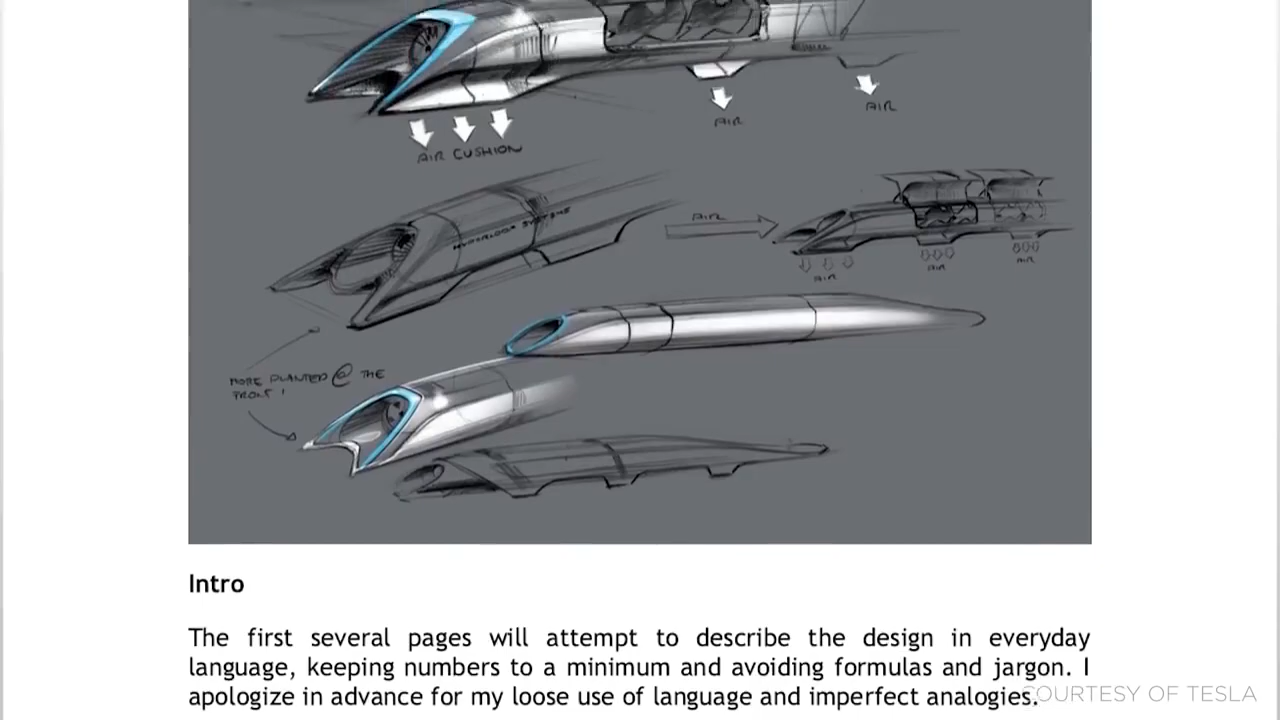 AIR CUSHION
AIR
AIR
HYPERLOOP SYSTEMS
AIR
AIR
AIR
AIR
MORE PLANTED @ THE
FRONT!
Intro
The first several pages will attempt to describe the design in everyday
language, keeping numbers to a minimum and avoiding formulas and jargon. I
apologize in advance for my loose use of language and imperfect analogies.
COURTESY OF TESLA